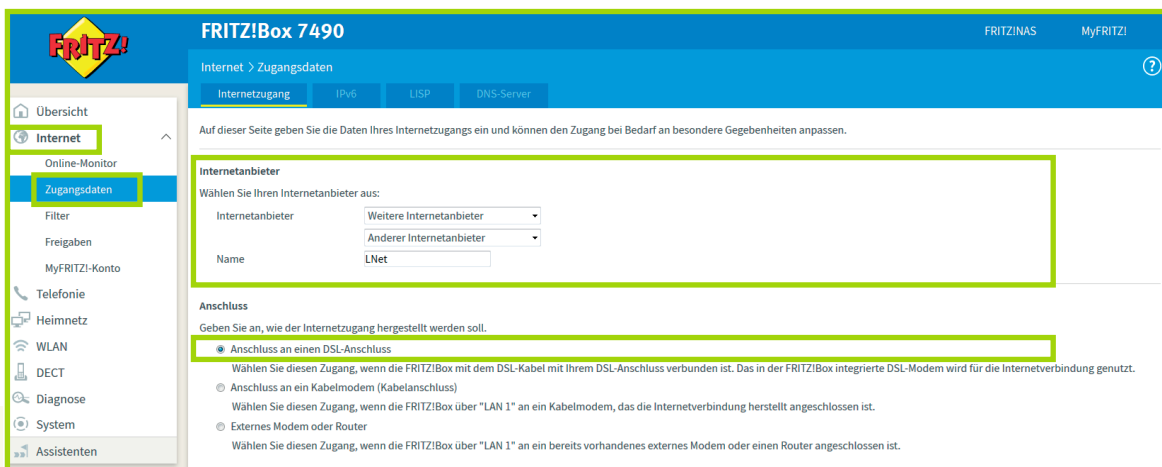 FRITZ!
FRITZ!Box 7490
FRITZ!NAS
MyFRITZ!
Internet > Zugangsdaten
?
Internetzugang
IPv6
LISP
DNS-Server
Übersicht
Internet
Online-Monitor
Zugangsdaten
Filter
Freigaben
MyFRITZ!-Konto
Telefonie
Heimnetz
WLAN
DECT
Diagnose
System
Assistenten
Auf dieser Seite geben Sie die Daten Ihres Internetzugangs ein und können den Zugang bei Bedarf an besondere Gegebenheiten anpassen.
Internetanbieter
Wählen Sie Ihren Internetanbieter aus:
Internetanbieter
Weitere Internetanbieter
Anderer Internetanbieter
Name
LNet
Anschluss
Geben Sie an, wie der Internetzugang hergestellt werden soll.
Anschluss an einen DSL-Anschluss
Wählen Sie diesen Zugang, wenn die FRITZ!Box mit dem DSL-Kabel mit Ihrem DSL-Anschluss verbunden ist. Das in der FRITZ!Box integrierte DSL-Modem wird für die Internetverbindung genutzt.
Anschluss an ein Kabelmodem (Kabelanschluss)
Wählen Sie diesen Zugang, wenn die FRITZ!Box über "LAN 1" an ein Kabelmodem, das die Internetverbindung herstellt angeschlossen ist.
Externes Modem oder Router
Wählen Sie diesen Zugang, wenn die FRITZ!Box über "LAN 1" an ein bereits vorhandenes externes Modem oder einen Router angeschlossen ist.